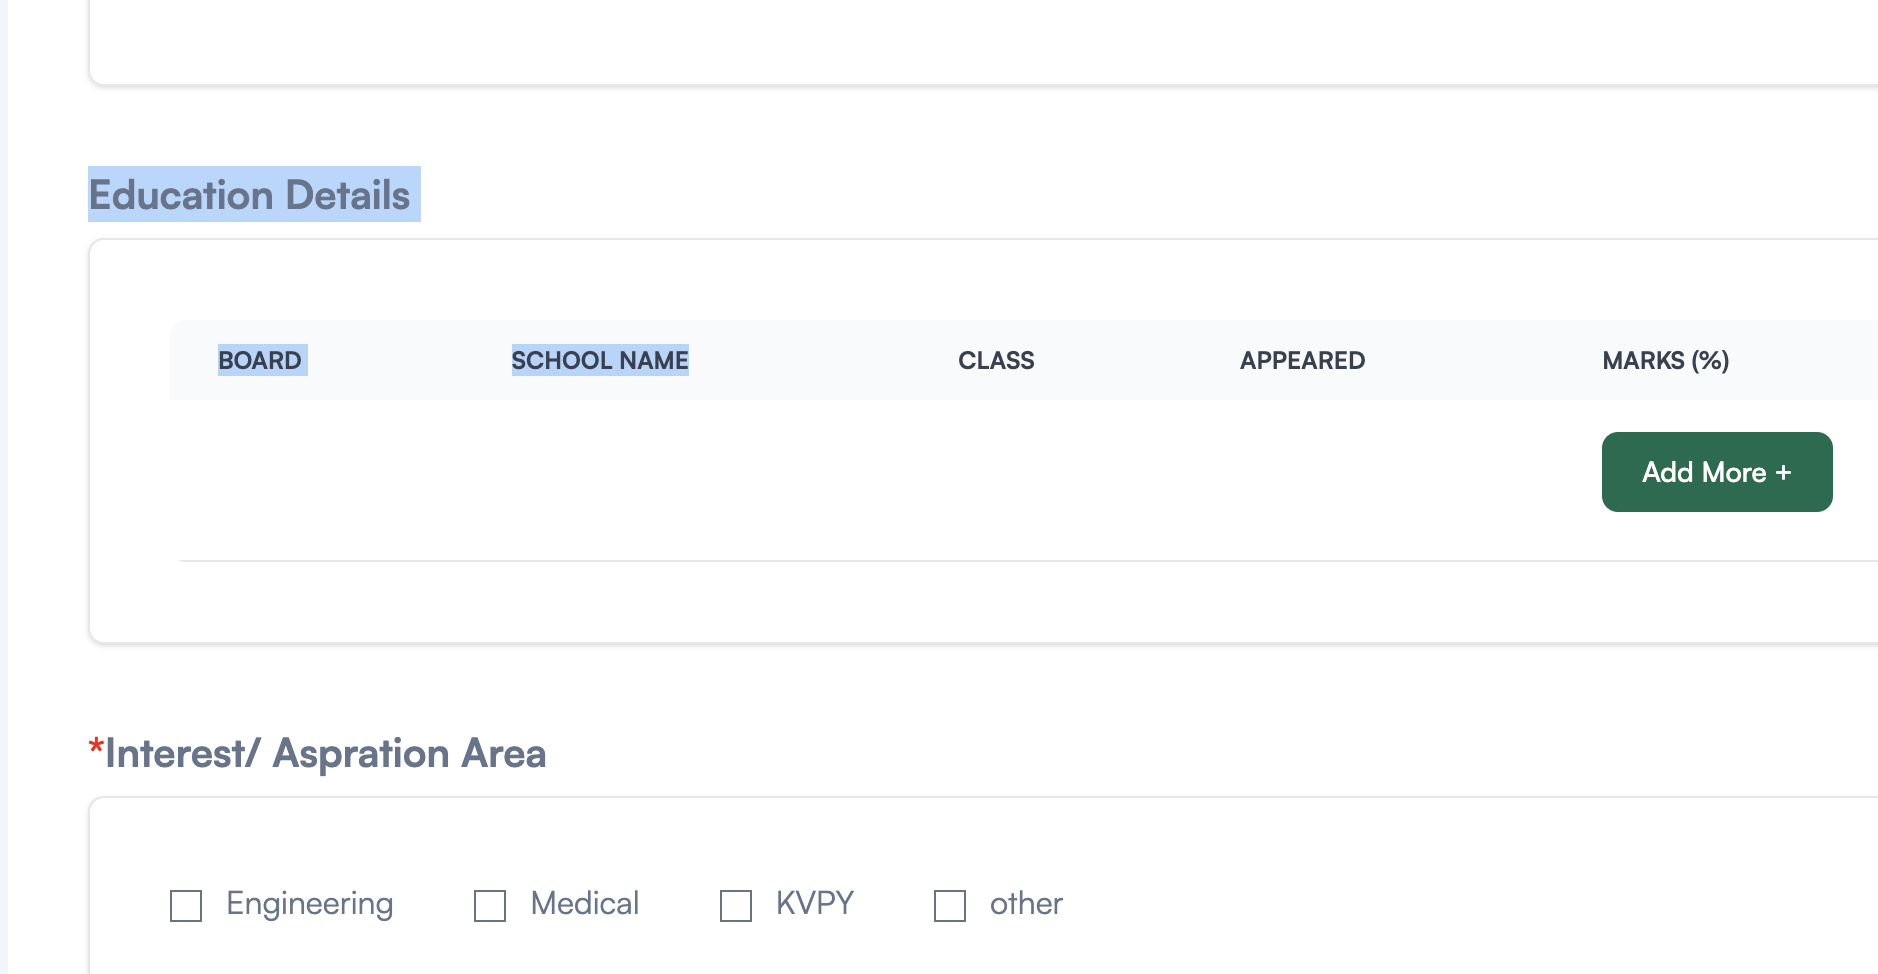 Education Details
BOARD SCHOOL NAME CLASS APPEARED MARKS (%)
Add More +
*Interest/ Aspration Area
Engineering Medical KVPY other